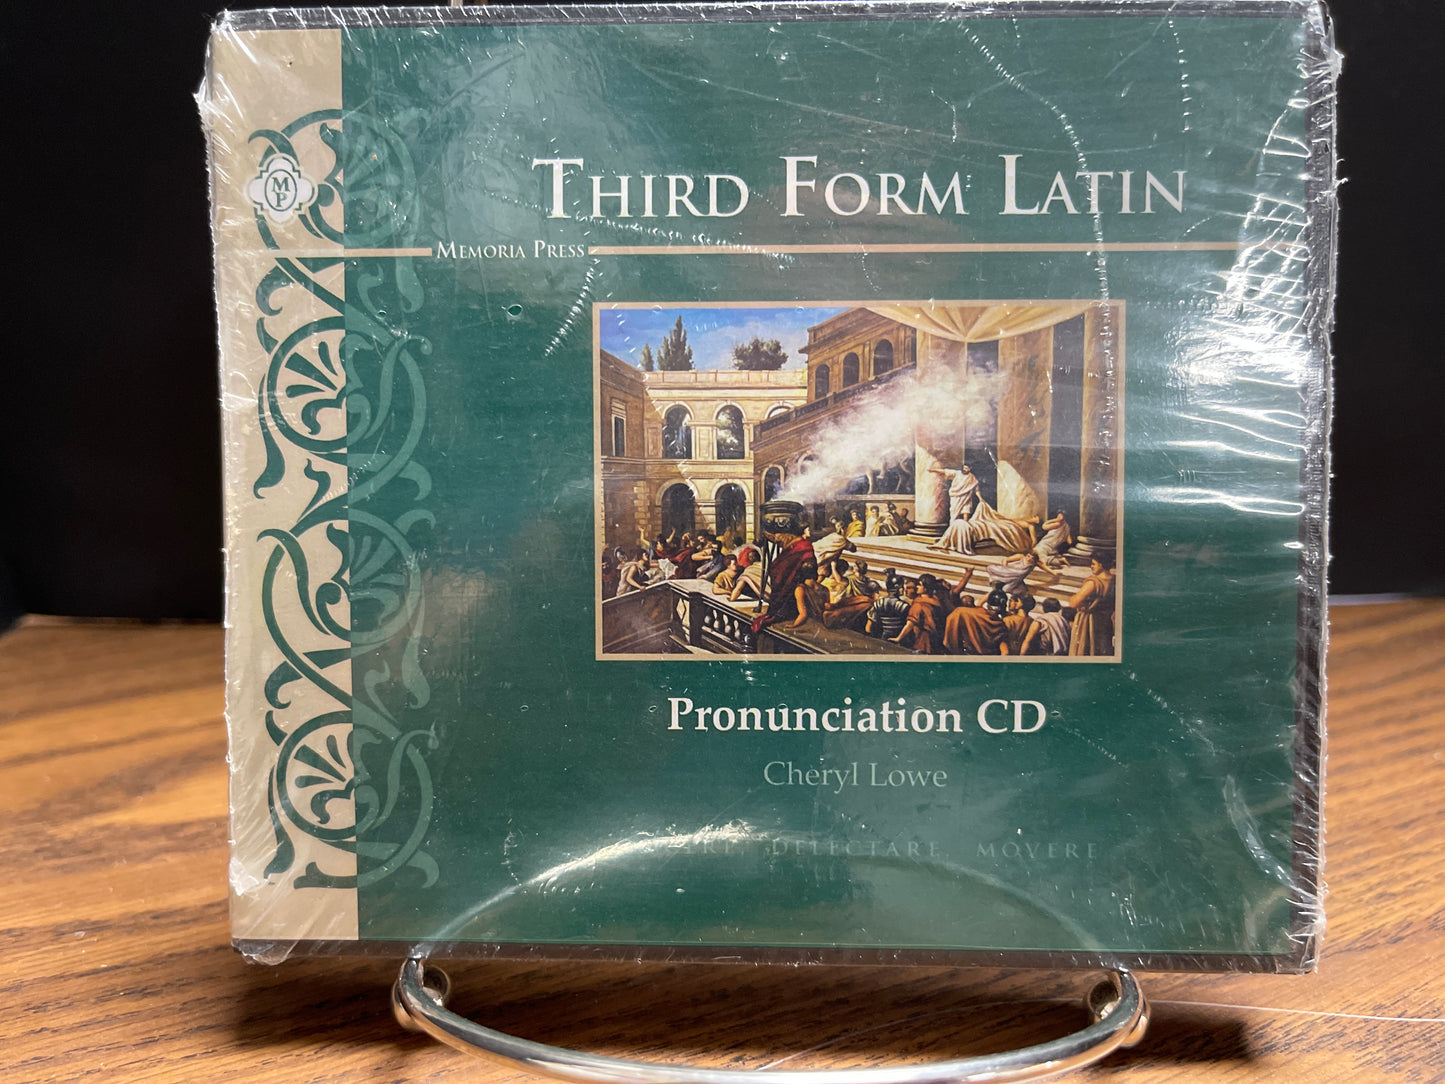 THIRD FORM LATIN
M
P
MEMORIA PRESS
Pronunciation CD
Cheryl Lowe
DELECTARE MOVERE